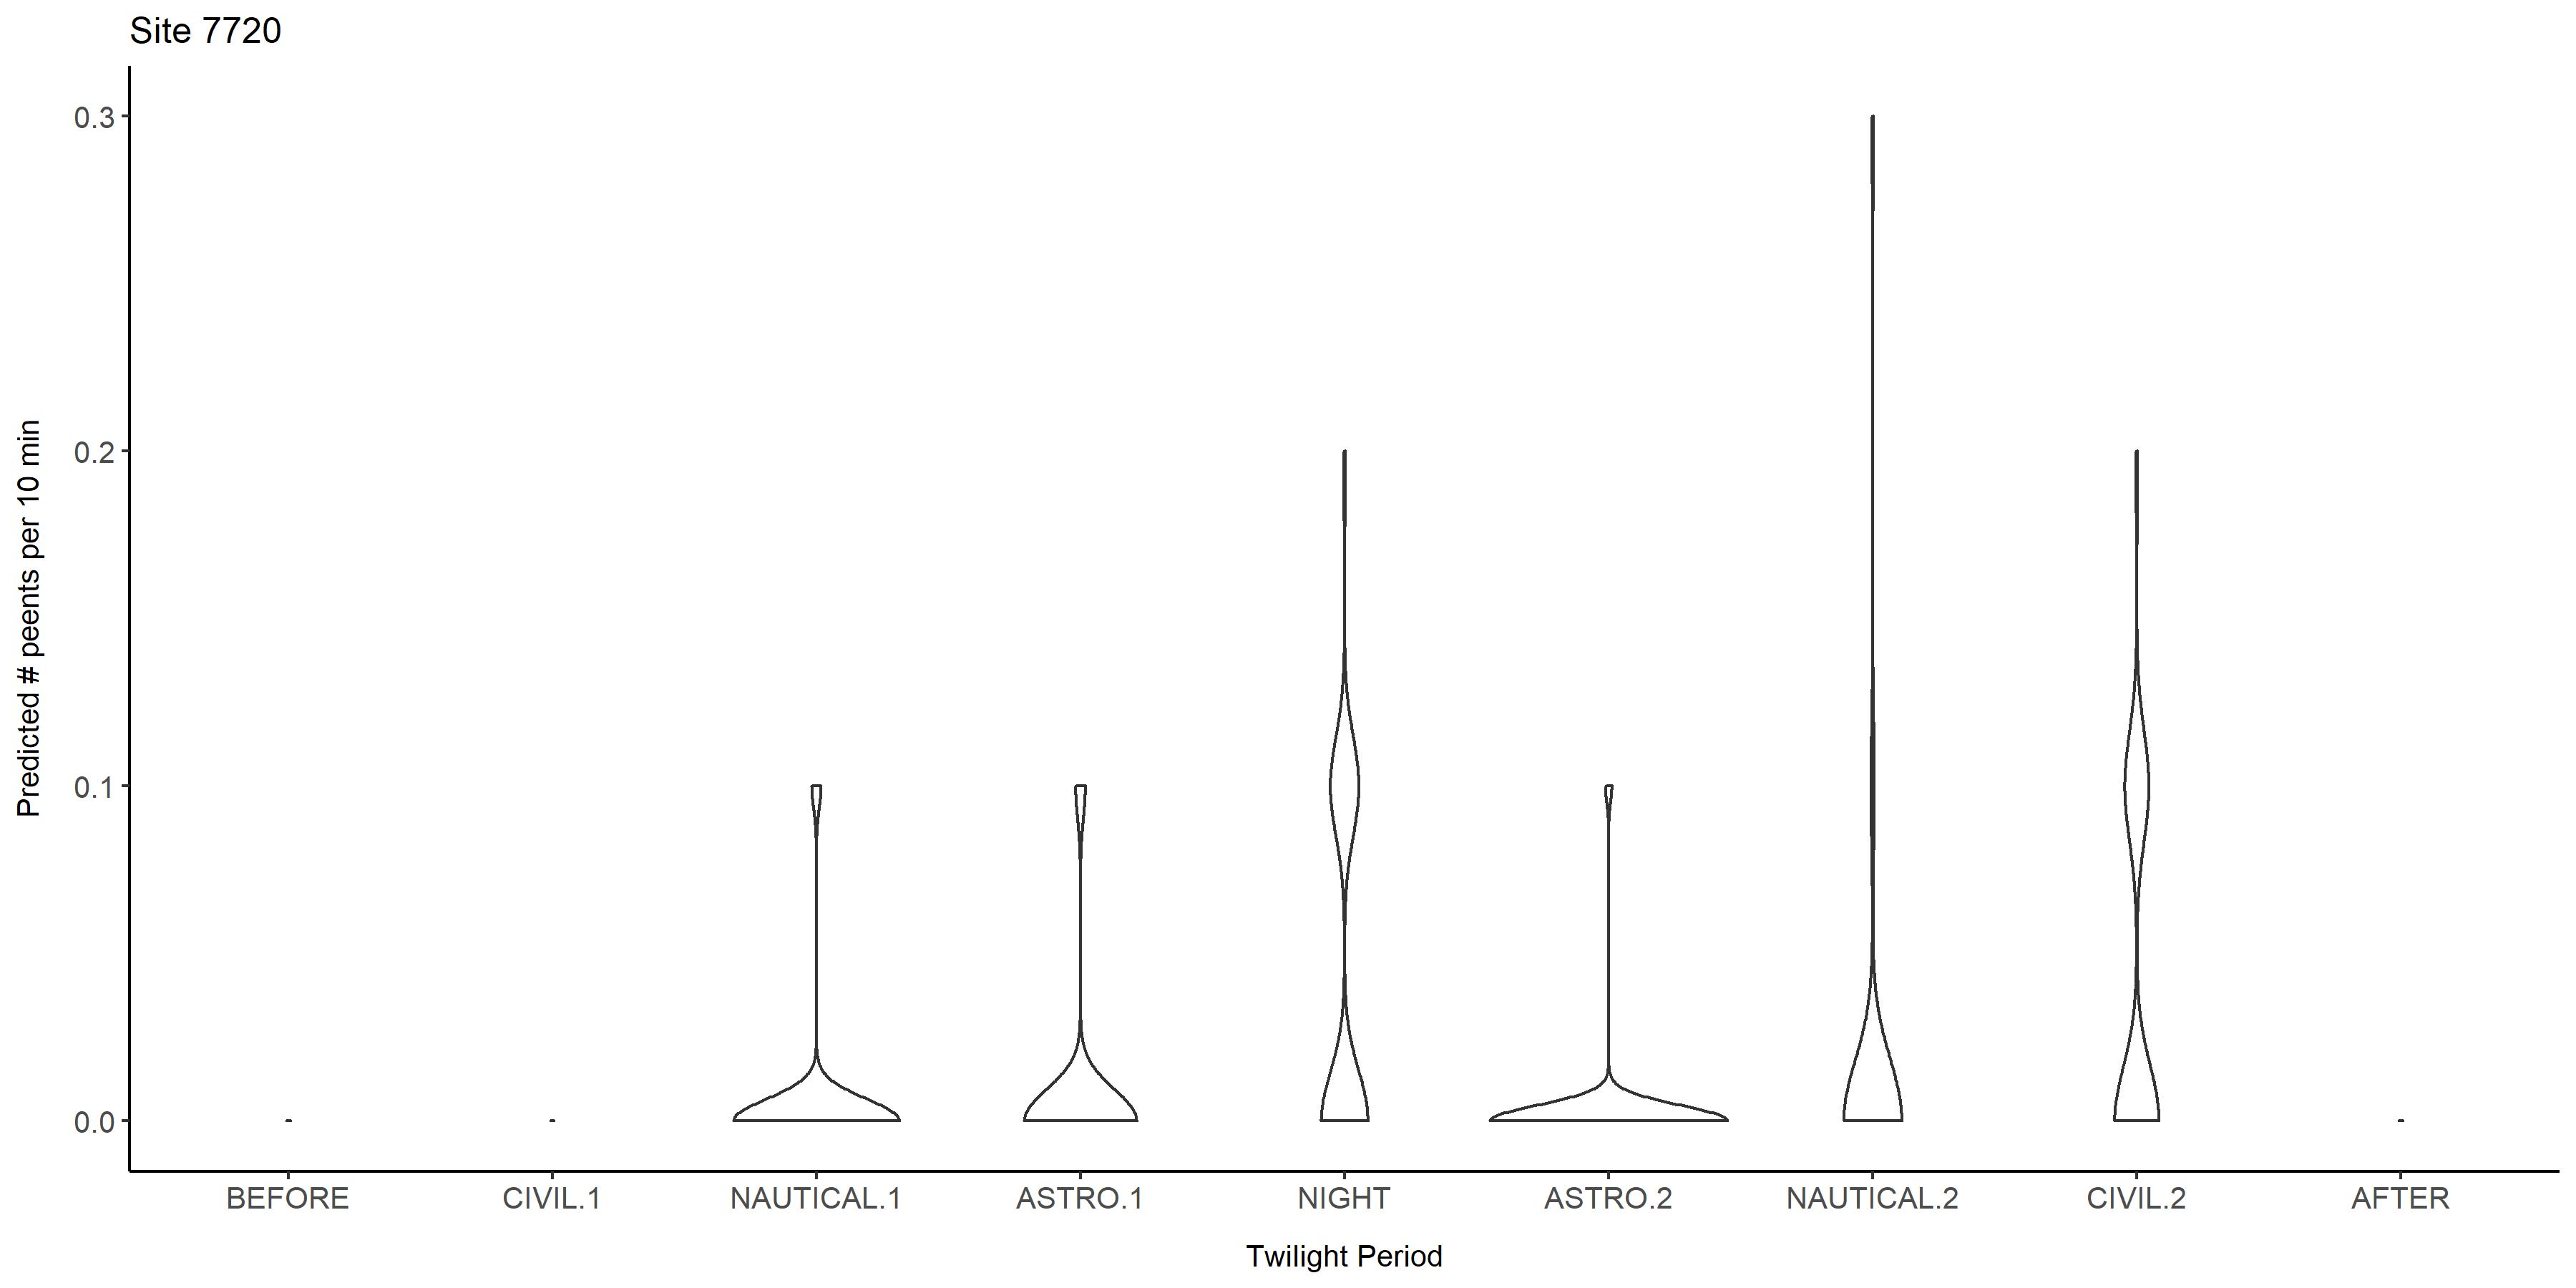 Site 7720
Predicted # peents per 10 min
0.3
0.2
0.1
0.0
BEFORE CIVIL.1 NAUTICAL.1 ASTRO.1 NIGHT ASTRO.2 NAUTICAL.2 CIVIL.2 AFTER
Twilight Period